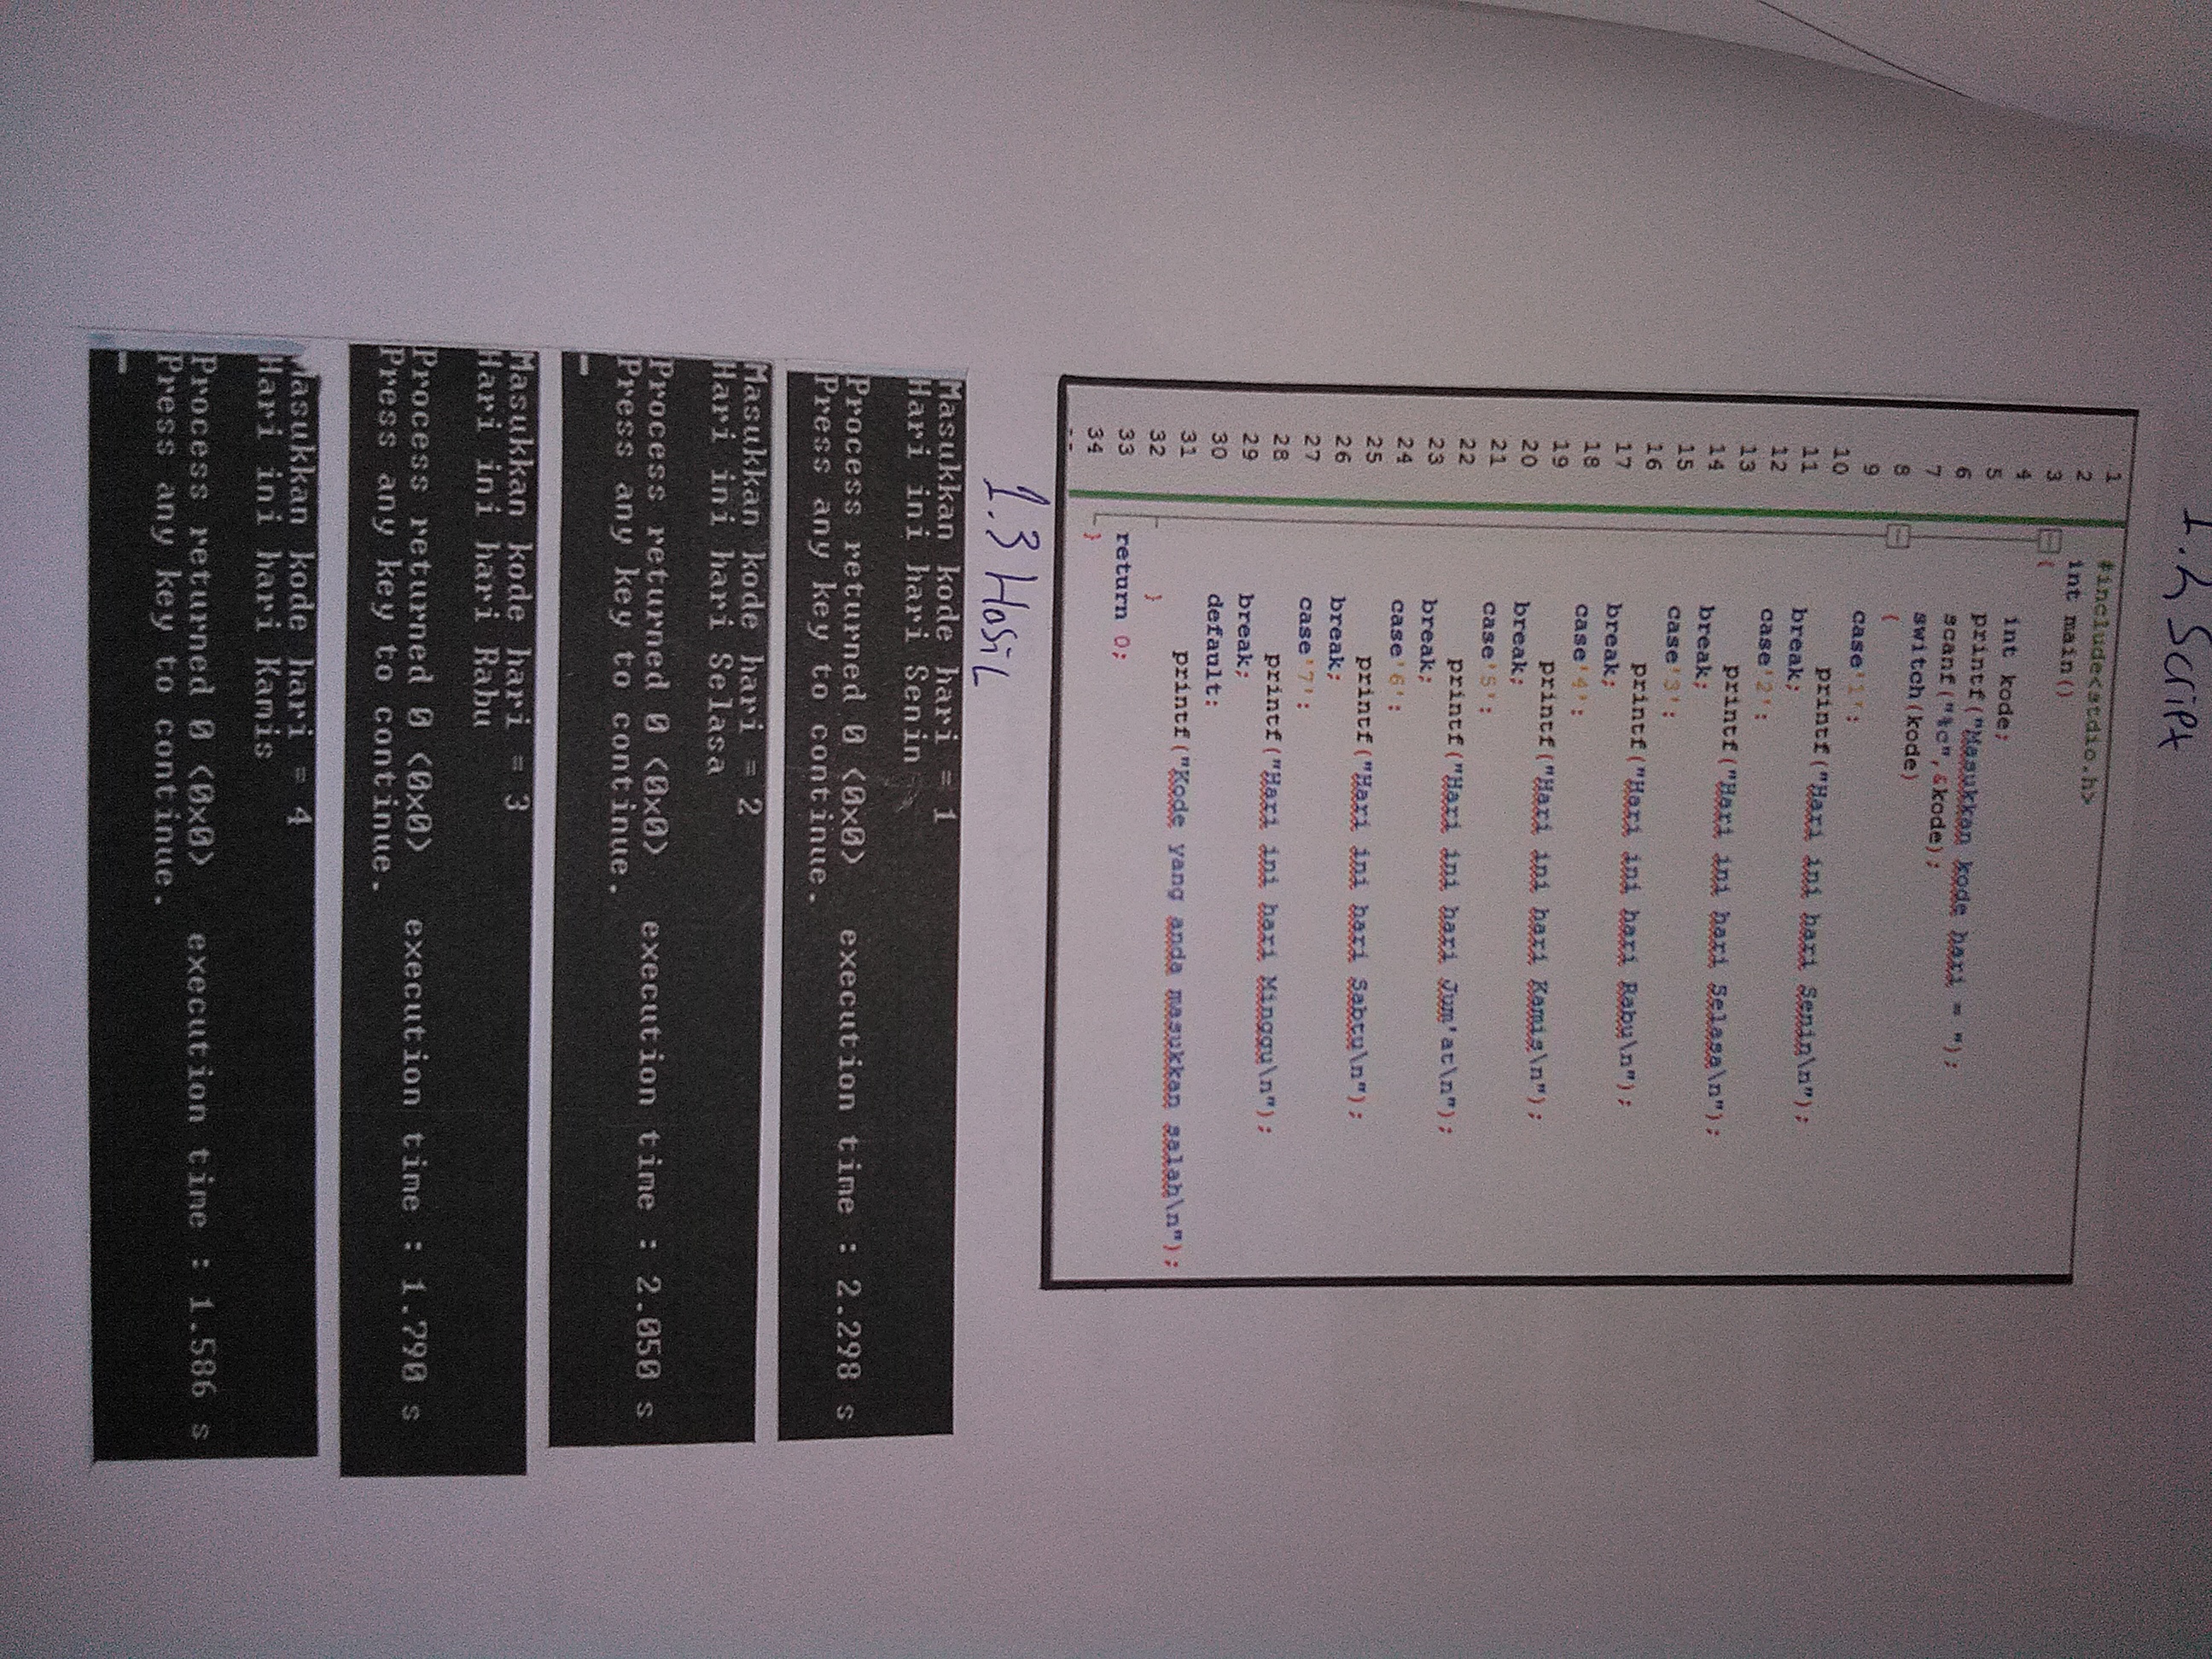 1.2 Script
1 #include<stdio.h>
2 int main()
3 {
4
5 int kode;
6 printf("Masukkan kode hari = ");
7 scanf("%c",&kode);
8 switch(kode)
9 {
10 case'1':
11 printf("Hari ini hari Senin\n");
12 break;
13 case'2':
14 printf("Hari ini hari Selasa\n");
15 break;
16 case'3':
17 printf("Hari ini hari Rabu\n");
18 break;
19 case'4':
20 printf("Hari ini hari Kamis\n");
21 break;
22 case'5':
23 printf("Hari ini hari Jum'at\n");
24 break;
25 case'6':
26 printf("Hari ini hari Sabtu\n");
27 break;
28 case'7':
29 printf("Hari ini hari Minggu\n");
30 break;
31 default:
32 printf("Kode yang anda masukkan salah\n");
33 }
34 return 0;
}
1.3 Hasil
Masukkan kode hari = 1
Hari ini hari Senin
Process returned 0 (0x0) execution time : 2.298 s
Press any key to continue.
Masukkan kode hari = 2
Hari ini hari Selasa
Process returned 0 (0x0) execution time : 2.050 s
Press any key to continue.
Masukkan kode hari = 3
Hari ini hari Rabu
Process returned 0 (0x0) execution time : 1.790 s
Press any key to continue.
Masukkan kode hari = 4
Hari ini hari Kamis
Process returned 0 (0x0) execution time : 1.586 s
Press any key to continue.